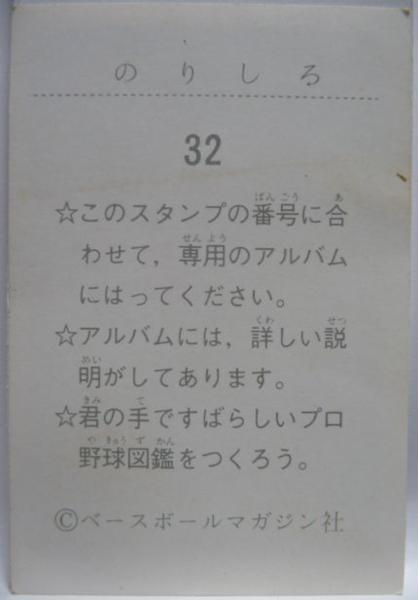 のりしろ
32
☆このスタンプの番号に合
わせて，専用のアルバム
にはってください。
☆アルバムには，詳しい説
明がしてあります。
☆君の手ですばらしいプロ
野球図鑑をつくろう。
©ベースボールマガジン社